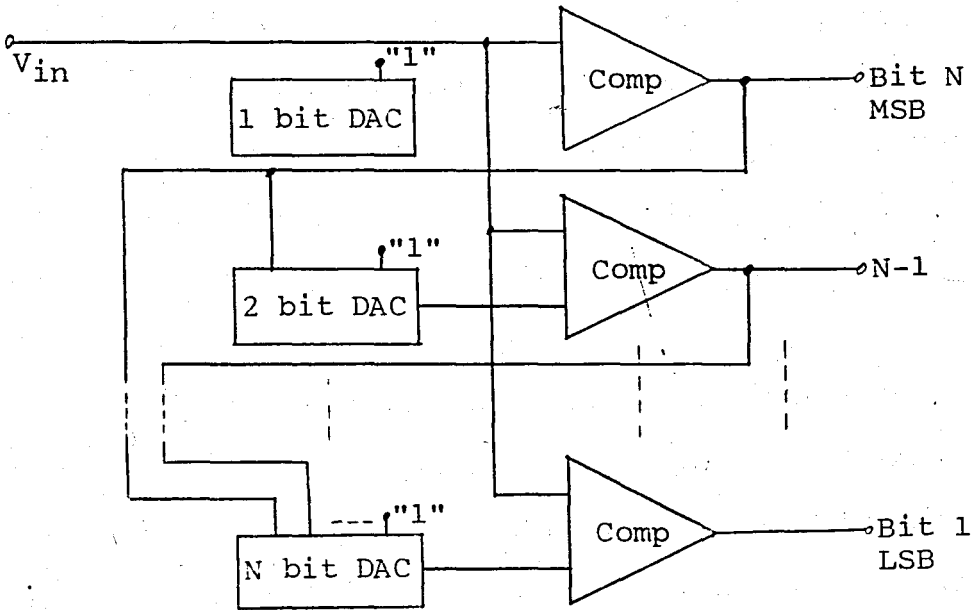 Vin
"1"
1 bit DAC
Comp
Bit N
MSB
"1"
2 bit DAC
Comp
N-1
"1"
N bit DAC
Comp
Bit 1
LSB